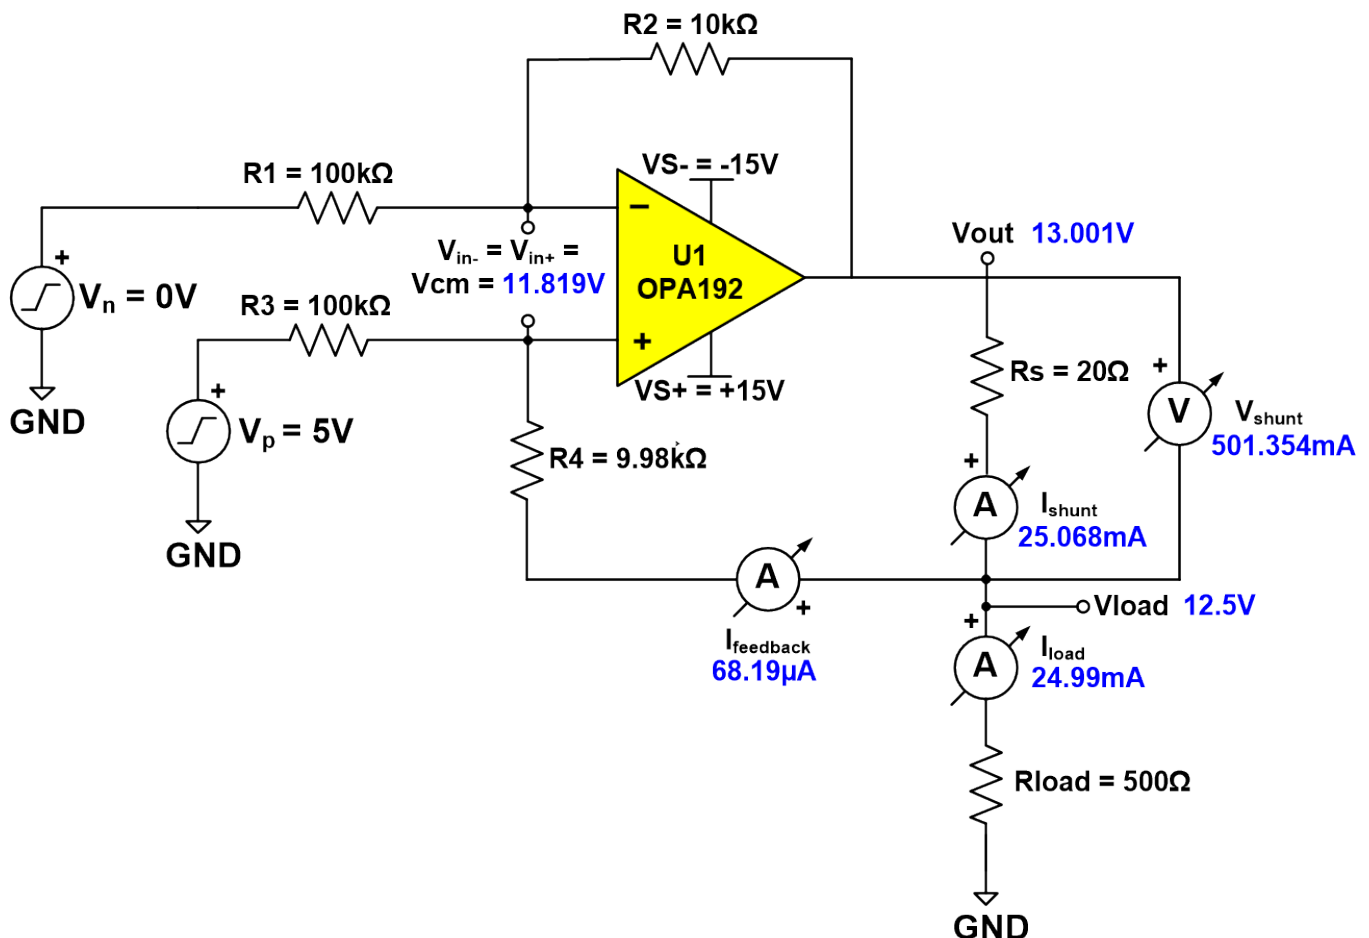 R2 = 10kΩ
R1 = 100kΩ
VS- = -15V
+
−
Vin- = Vin+ =
Vcm = 11.819V
U1
OPA192
Vout 13.001V
Vn = 0V
R3 = 100kΩ
+
VS+ = +15V
+
Rs = 20Ω
+
V
Vshunt
501.354mA
GND
Vp = 5V
R4 = 9.98kΩ
+
A
Ishunt
25.068mA
GND
A
+
Vload 12.5V
Ifeedback
68.19µA
+
A
Iload
24.99mA
Rload = 500Ω
GND